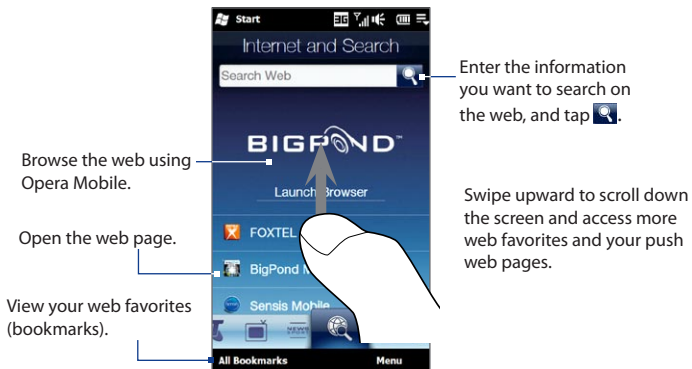 Start
Internet and Search
Search Web
BIGPOND™
Launch Browser
FOXTEL
BigPond
Sensis Mobile
NEWS
All Bookmarks
Menu
Browse the web using
Opera Mobile.
Open the web page.
View your web favorites
(bookmarks).
Enter the information
you want to search on
the web, and tap .
Swipe upward to scroll down
the screen and access more
web favorites and your push
web pages.